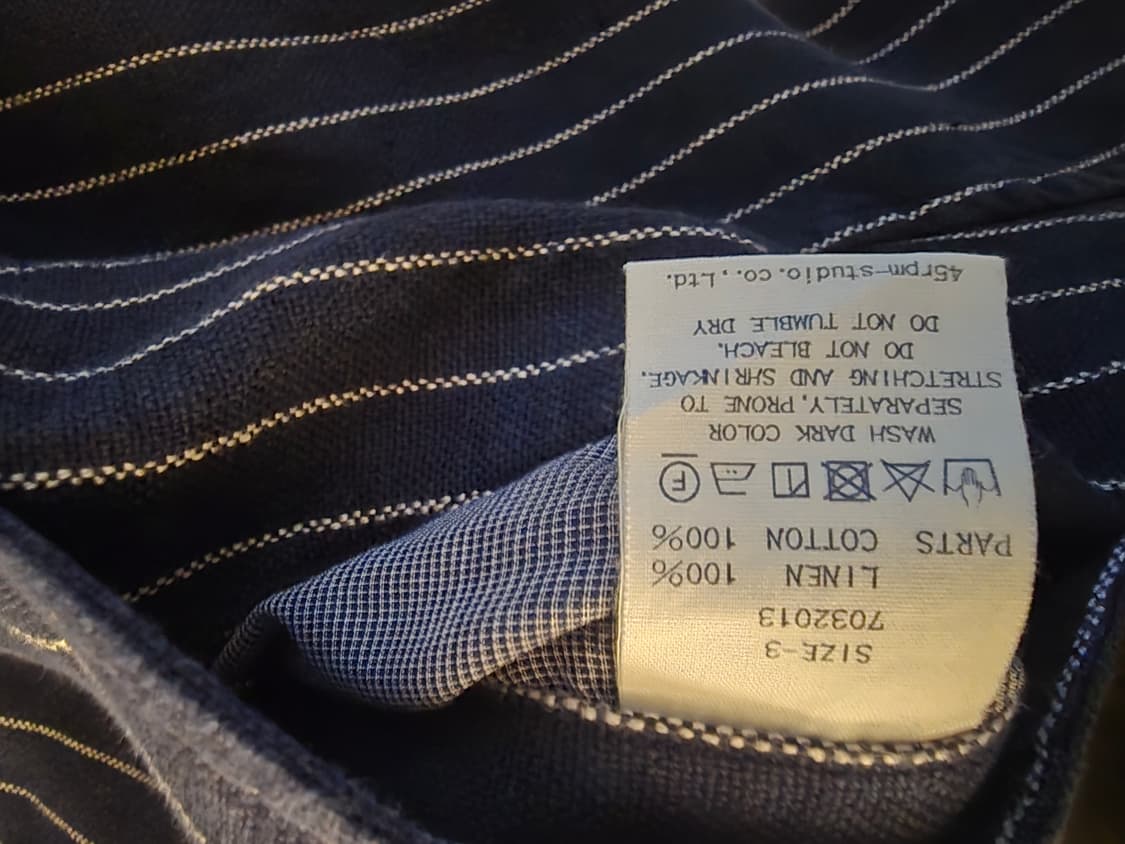 SIZE-3
7032013
LINEN 100%
PARTS COTTON 100%
F
WASH DARK COLOR
SEPARATELY, PRONE TO
STRETCHING AND SHRINKAGE.
DO NOT BLEACH.
DO NOT TUMBLE DRY
45rpm-studio.co.,Ltd.